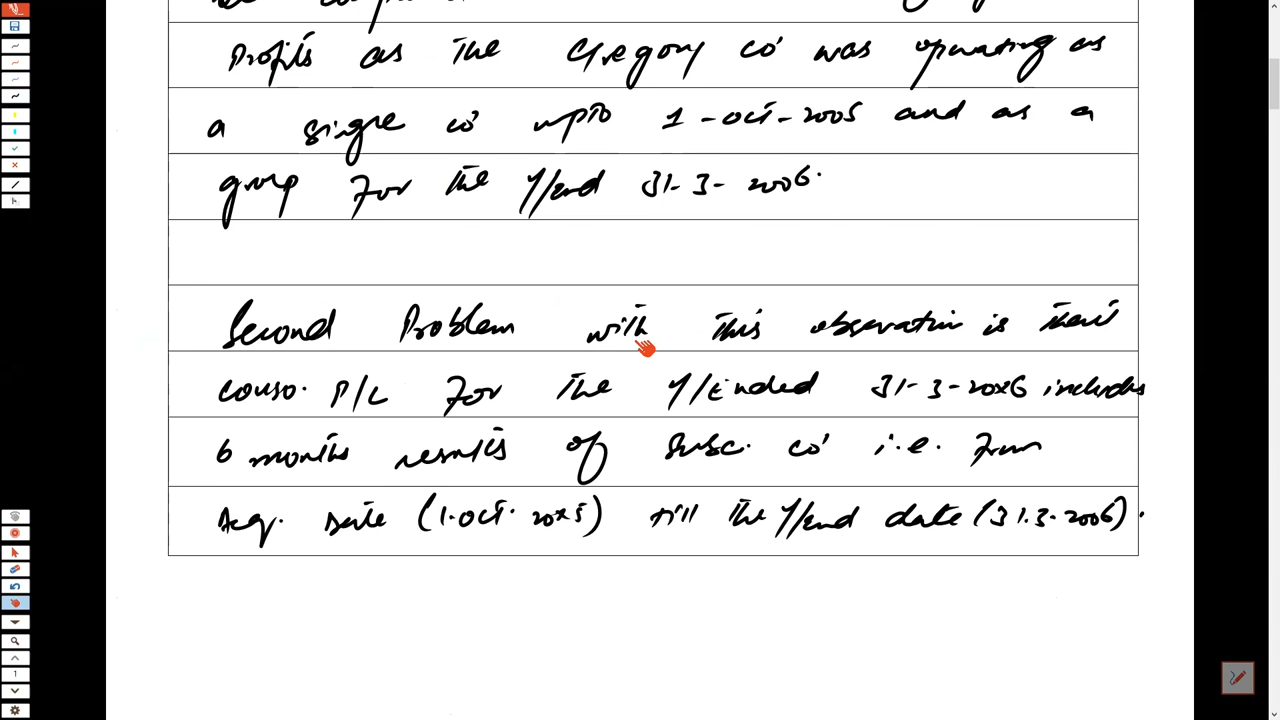 Profits as the Gregory co' was operating as
a single co' upto 1-oct-2005 and as a
group for the Y/end 31-3-2006.
Second Problem with this observation is that
conso. P/L for the Y/Ended 31-3-20x6 includes
6 months results of subc. co' i.e. from
Acq. date (1.oct.20x5) till the Y/end date (31.3.2006).
1